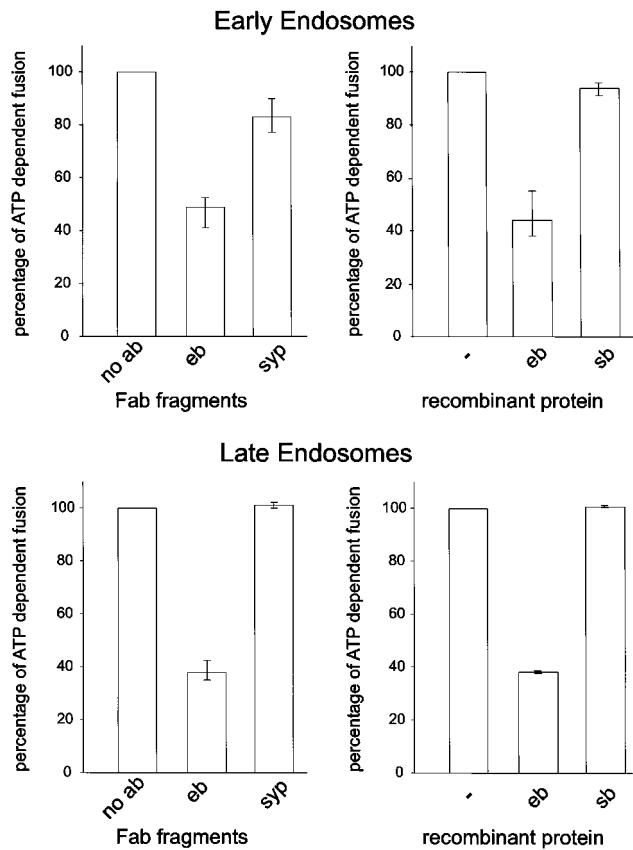 Early Endosomes
percentage of ATP dependent fusion
100
80
60
40
20
0
no ab
eb
syp
Fab fragments
percentage of ATP dependent fusion
100
80
60
40
20
0
-
eb
sb
recombinant protein
Late Endosomes
percentage of ATP dependent fusion
100
80
60
40
20
0
no ab
eb
syp
Fab fragments
percentage of ATP dependent fusion
100
80
60
40
20
0
-
eb
sb
recombinant protein